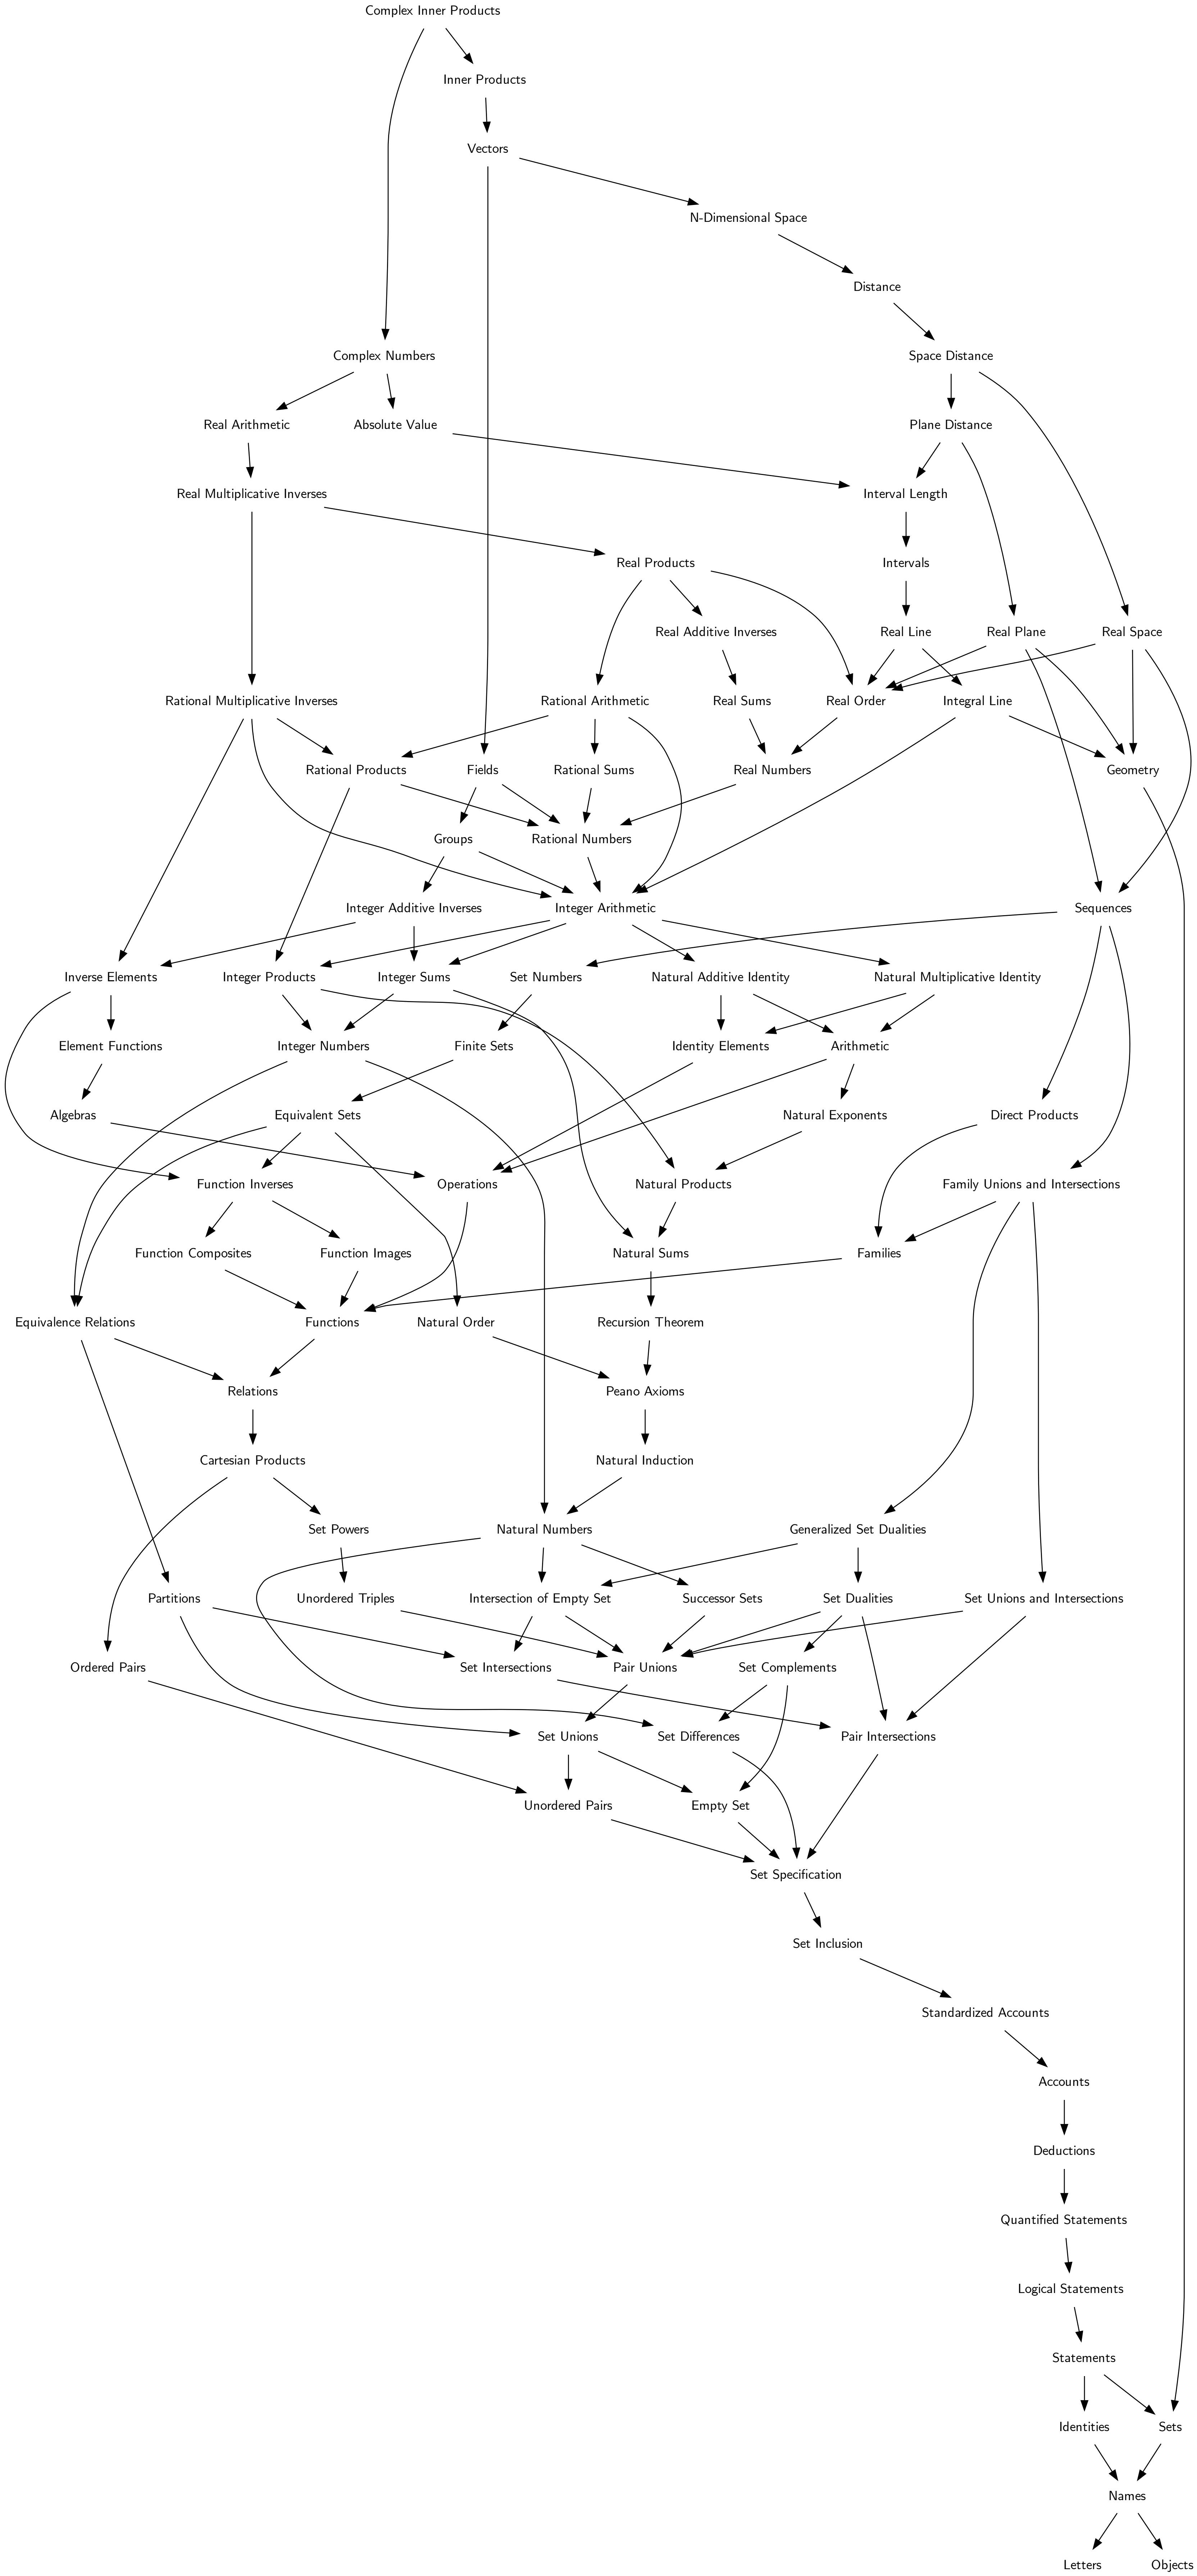 Complex Inner Products
Inner Products
Vectors
N-Dimensional Space
Distance
Complex Numbers
Space Distance
Real Arithmetic
Absolute Value
Plane Distance
Real Multiplicative Inverses
Interval Length
Real Products
Intervals
Real Additive Inverses
Real Line
Real Plane
Real Space
Rational Multiplicative Inverses
Rational Arithmetic
Real Sums
Real Order
Integral Line
Rational Products
Fields
Rational Sums
Real Numbers
Geometry
Groups
Rational Numbers
Integer Additive Inverses
Integer Arithmetic
Sequences
Inverse Elements
Integer Products
Integer Sums
Set Numbers
Natural Additive Identity
Natural Multiplicative Identity
Element Functions
Integer Numbers
Finite Sets
Identity Elements
Arithmetic
Algebras
Equivalent Sets
Natural Exponents
Direct Products
Function Inverses
Operations
Natural Products
Family Unions and Intersections
Function Composites
Function Images
Natural Sums
Families
Equivalence Relations
Functions
Natural Order
Recursion Theorem
Relations
Peano Axioms
Cartesian Products
Natural Induction
Set Powers
Natural Numbers
Generalized Set Dualities
Partitions
Unordered Triples
Intersection of Empty Set
Successor Sets
Set Dualities
Set Unions and Intersections
Ordered Pairs
Set Intersections
Pair Unions
Set Complements
Set Unions
Set Differences
Pair Intersections
Unordered Pairs
Empty Set
Set Specification
Set Inclusion
Standardized Accounts
Accounts
Deductions
Quantified Statements
Logical Statements
Statements
Identities
Sets
Names
Letters
Objects